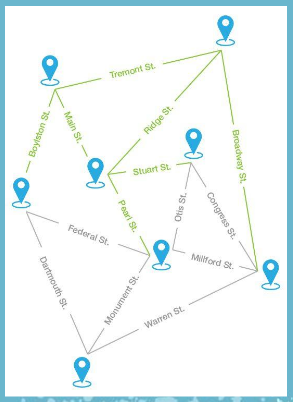 Tremont St.
Boylston St.
Main St.
Ridge St.
Broadway St.
Stuart St.
Pearl St.
Otis St.
Congress St.
Federal St.
Millford St.
Dartmouth St.
Monument St.
Warren St.